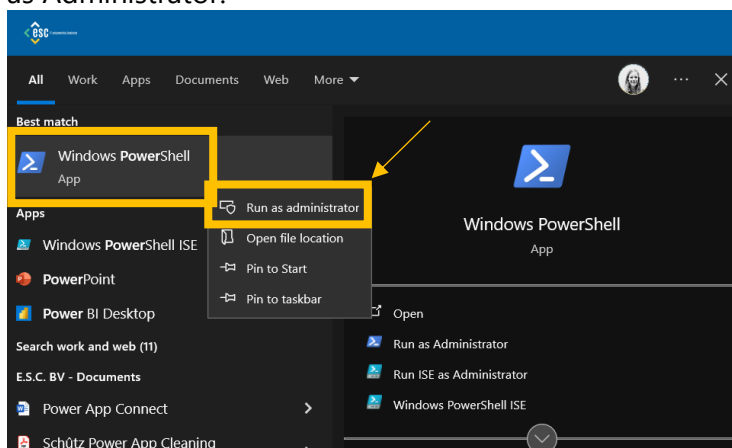 as Administrator.
esc
All Work Apps Documents Web More
Best match
Windows PowerShell
App
Apps
Windows PowerShell ISE
PowerPoint
Power BI Desktop
Search work and web (11)
E.S.C. BV - Documents
Power App Connect
Schûtz Power App Cleaning
Run as administrator
Open file location
Pin to Start
Pin to taskbar
Windows PowerShell
App
Open
Run as Administrator
Run ISE as Administrator
Windows PowerShell ISE